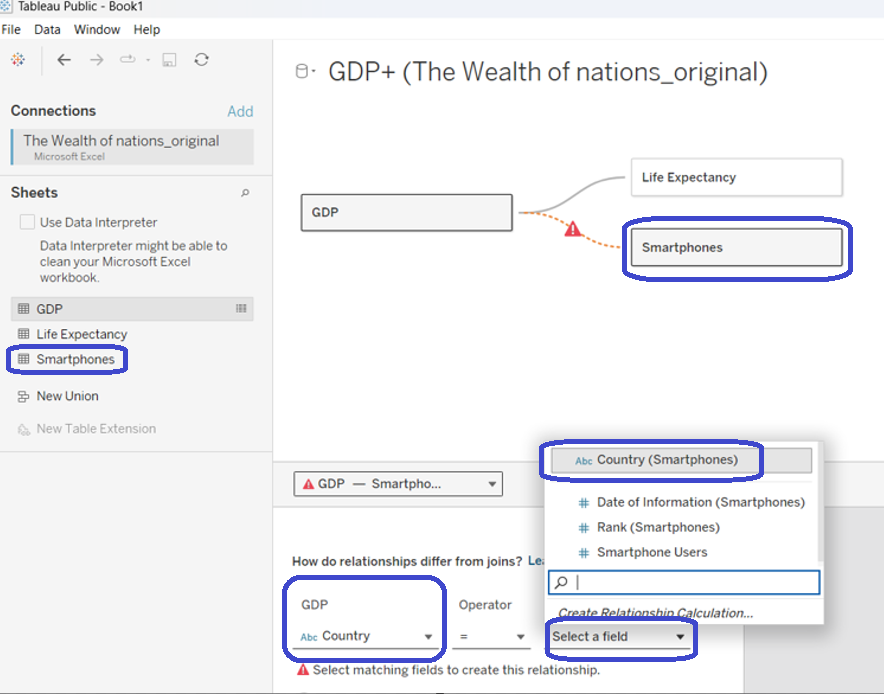 Tableau Public - Book1
File Data Window Help
GDP+ (The Wealth of nations_original)
Connections
Add
The Wealth of nations_original
Microsoft Excel
Sheets
Use Data Interpreter
Data Interpreter might be able to
clean your Microsoft Excel
workbook.
GDP
Life Expectancy
Smartphones
New Union
New Table Extension
GDP
Life Expectancy
Smartphones
GDP — Smartpho...
How do relationships differ from joins?
GDP
Abc Country
Operator
=
Abc Country (Smartphones)
# Date of Information (Smartphones)
# Rank (Smartphones)
# Smartphone Users
Create Relationship Calculation...
Select a field
Select matching fields to create this relationship.